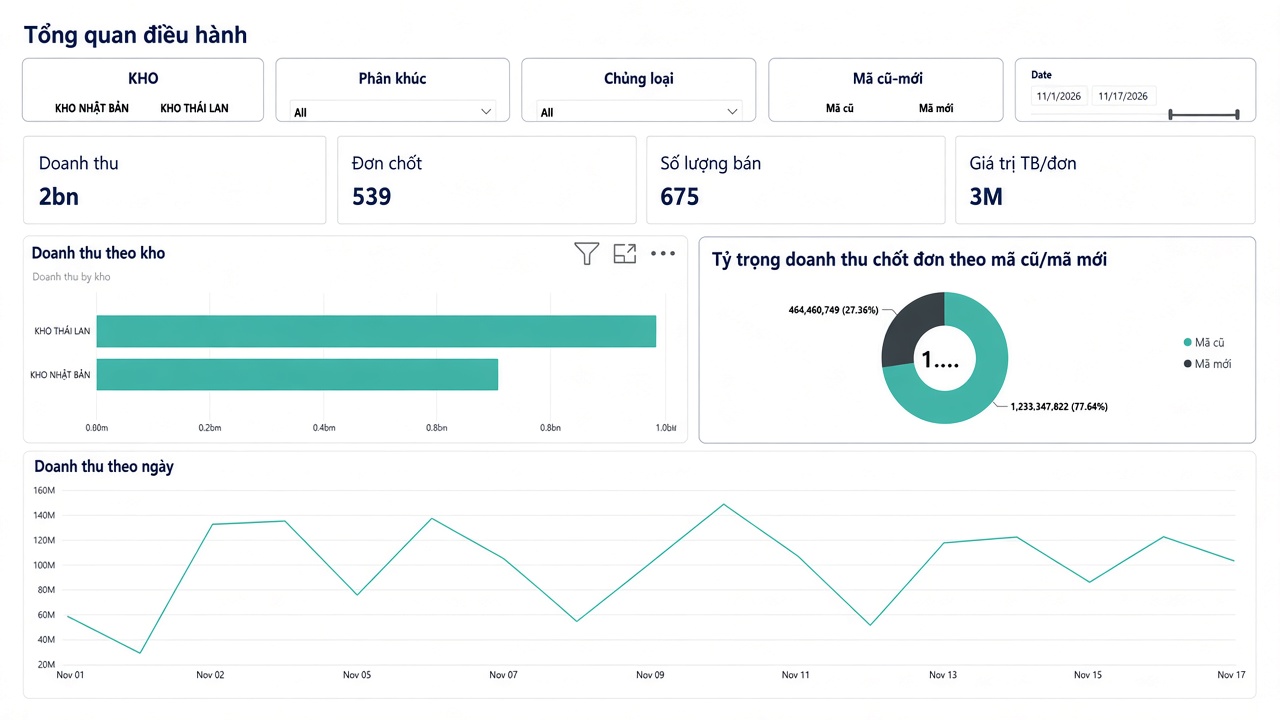 Tổng quan điều hành
KHO
KHO NHẬT BẢN KHO THÁI LAN
Phân khúc
All
Chủng loại
All
Mã cũ-mới
Mã cũ Mã mới
Date
11/1/2026 11/17/2026
Doanh thu
2bn
Đơn chốt
539
Số lượng bán
675
Giá trị TB/đơn
3M
Doanh thu theo kho
Doanh thu by kho
KHO THÁI LAN
KHO NHẬT BẢN
0.00m 0.2bm 0.4bm 0.8bm 0.8bm 1.0bM
Tỷ trọng doanh thu chốt đơn theo mã cũ/mã mới
464,460,749 (27.36%)
1....
1,233,347,822 (77.64%)
Mã cũ
Mã mới
Doanh thu theo ngày
160M
140M
120M
100M
80M
60M
40M
20M
Nov 01 Nov 02 Nov 05 Nov 07 Nov 09 Nov 11 Nov 13 Nov 15 Nov 17